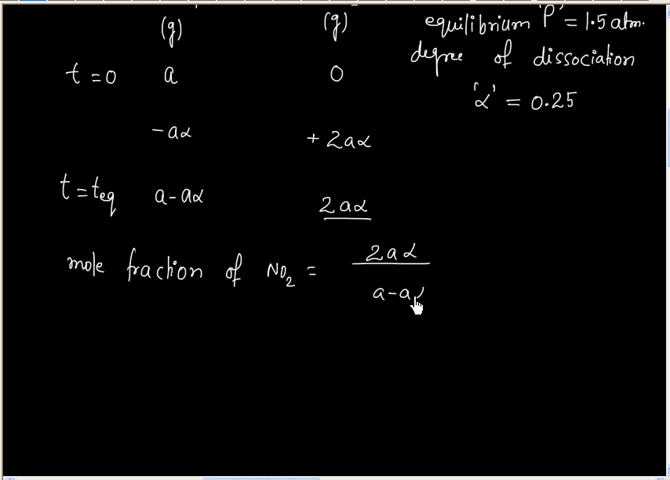 equilibrium 'P' = 1.5 atm.
(g) (g)
degree of dissociation
t = 0 a 0
'α' = 0.25
- aα + 2aα
t = teq a - aα 2aα
mole fraction of NO₂ = 2aα
a - aα